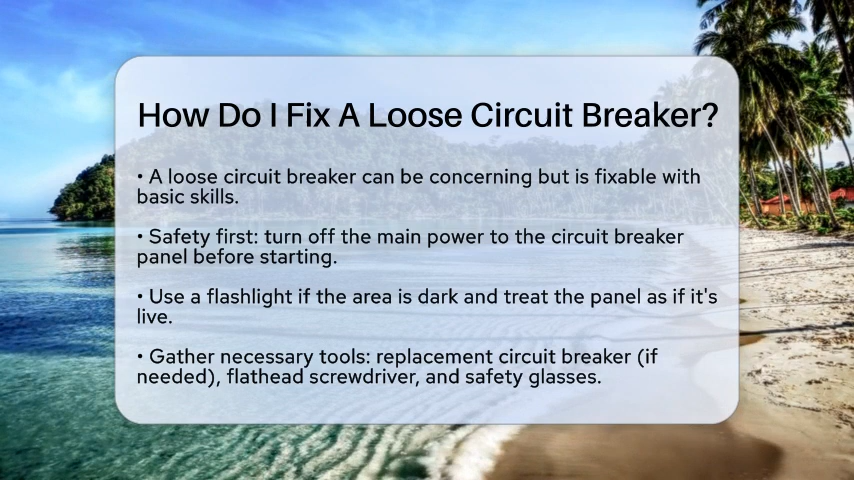 How Do I Fix A Loose Circuit Breaker?
• A loose circuit breaker can be concerning but is fixable with
basic skills.
• Safety first: turn off the main power to the circuit breaker
panel before starting.
• Use a flashlight if the area is dark and treat the panel as if it's
live.
• Gather necessary tools: replacement circuit breaker (if
needed), flathead screwdriver, and safety glasses.